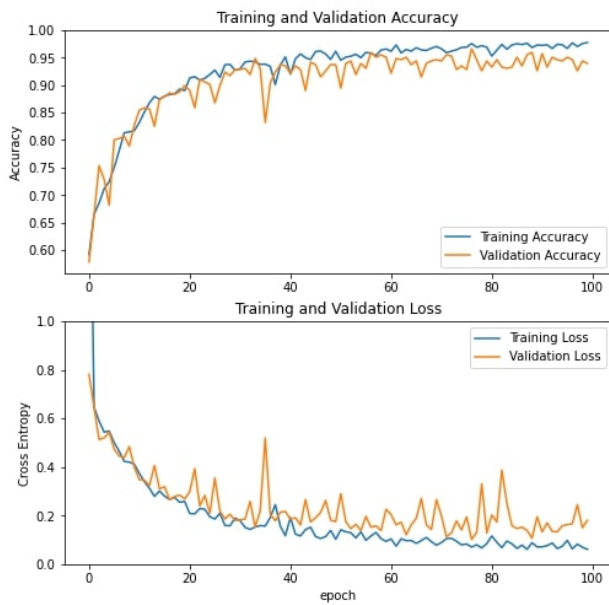 Training and Validation Accuracy
1.00
0.95
0.90
0.85
0.80
0.75
0.70
0.65
0.60
Accuracy
Training Accuracy
Validation Accuracy
0 20 40 60 80 100
Training and Validation Loss
1.0
0.8
0.6
0.4
0.2
0.0
Cross Entropy
Training Loss
Validation Loss
0 20 40 60 80 100
epoch